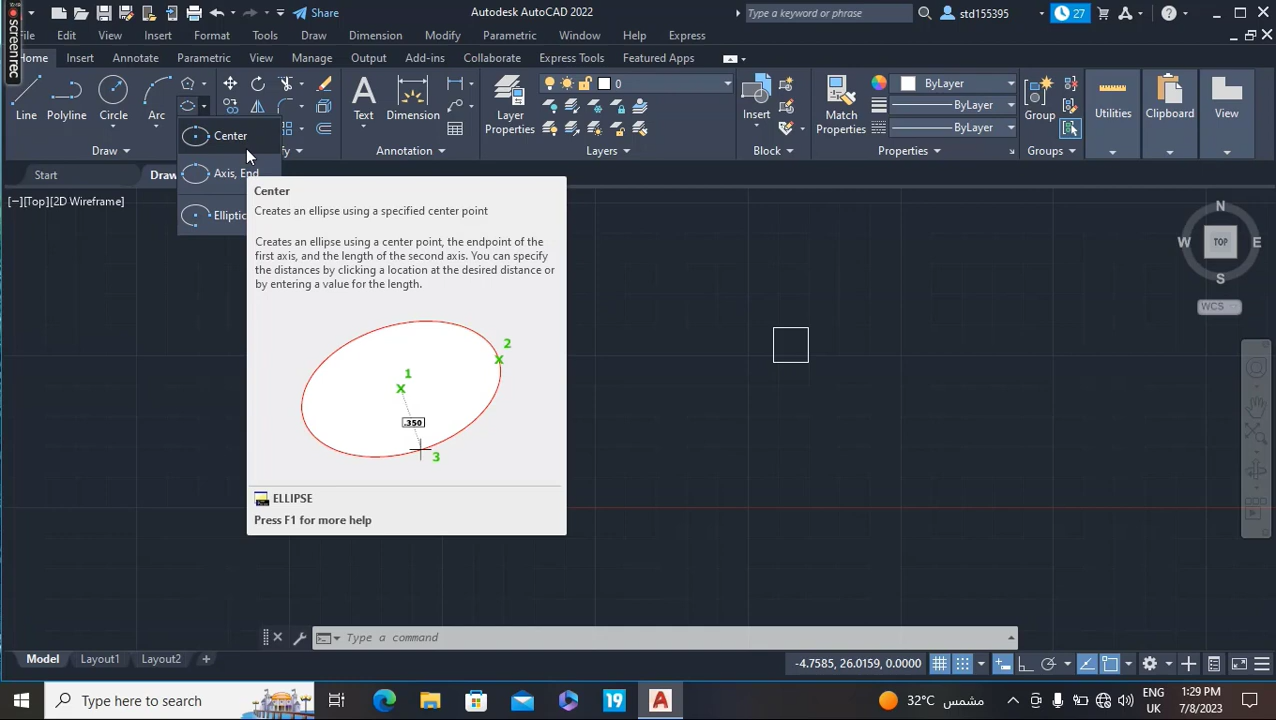 screenrec
Share
Autodesk AutoCAD 2022
Type a keyword or phrase
std155395
27
Edit
View
Insert
Format
Tools
Draw
Dimension
Modify
Parametric
Window
Help
Express
Home
Insert
Annotate
Parametric
View
Manage
Output
Add-ins
Collaborate
Express Tools
Featured Apps
Line
Polyline
Circle
Arc
Draw
Text
Dimension
Annotation
Layer
Properties
0
Layers
Insert
Block
Match
Properties
ByLayer
ByLayer
ByLayer
Properties
Group
Groups
Utilities
Clipboard
View
Center
Axis, End
Elliptic
Start
Draw
[−][Top][2D Wireframe]
Center
Creates an ellipse using a specified center point
Creates an ellipse using a center point, the endpoint of the
first axis, and the length of the second axis. You can specify
the distances by clicking a location at the desired distance or
by entering a value for the length.
1
2
.350
3
ELLIPSE
Press F1 for more help
N
W
TOP
E
S
WCS
Type a command
Model
Layout1
Layout2
-4.7585, 26.0159, 0.0000
Type here to search
19
32°C
مشمس
ENG
بر
1:29 PM
7/8/2023